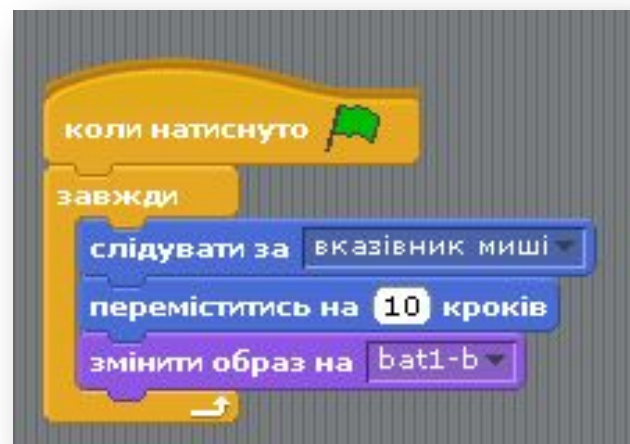 коли натиснуто
завжди
слідувати за вказівник миші
переміститись на 10 кроків
змінити образ на bat1-b